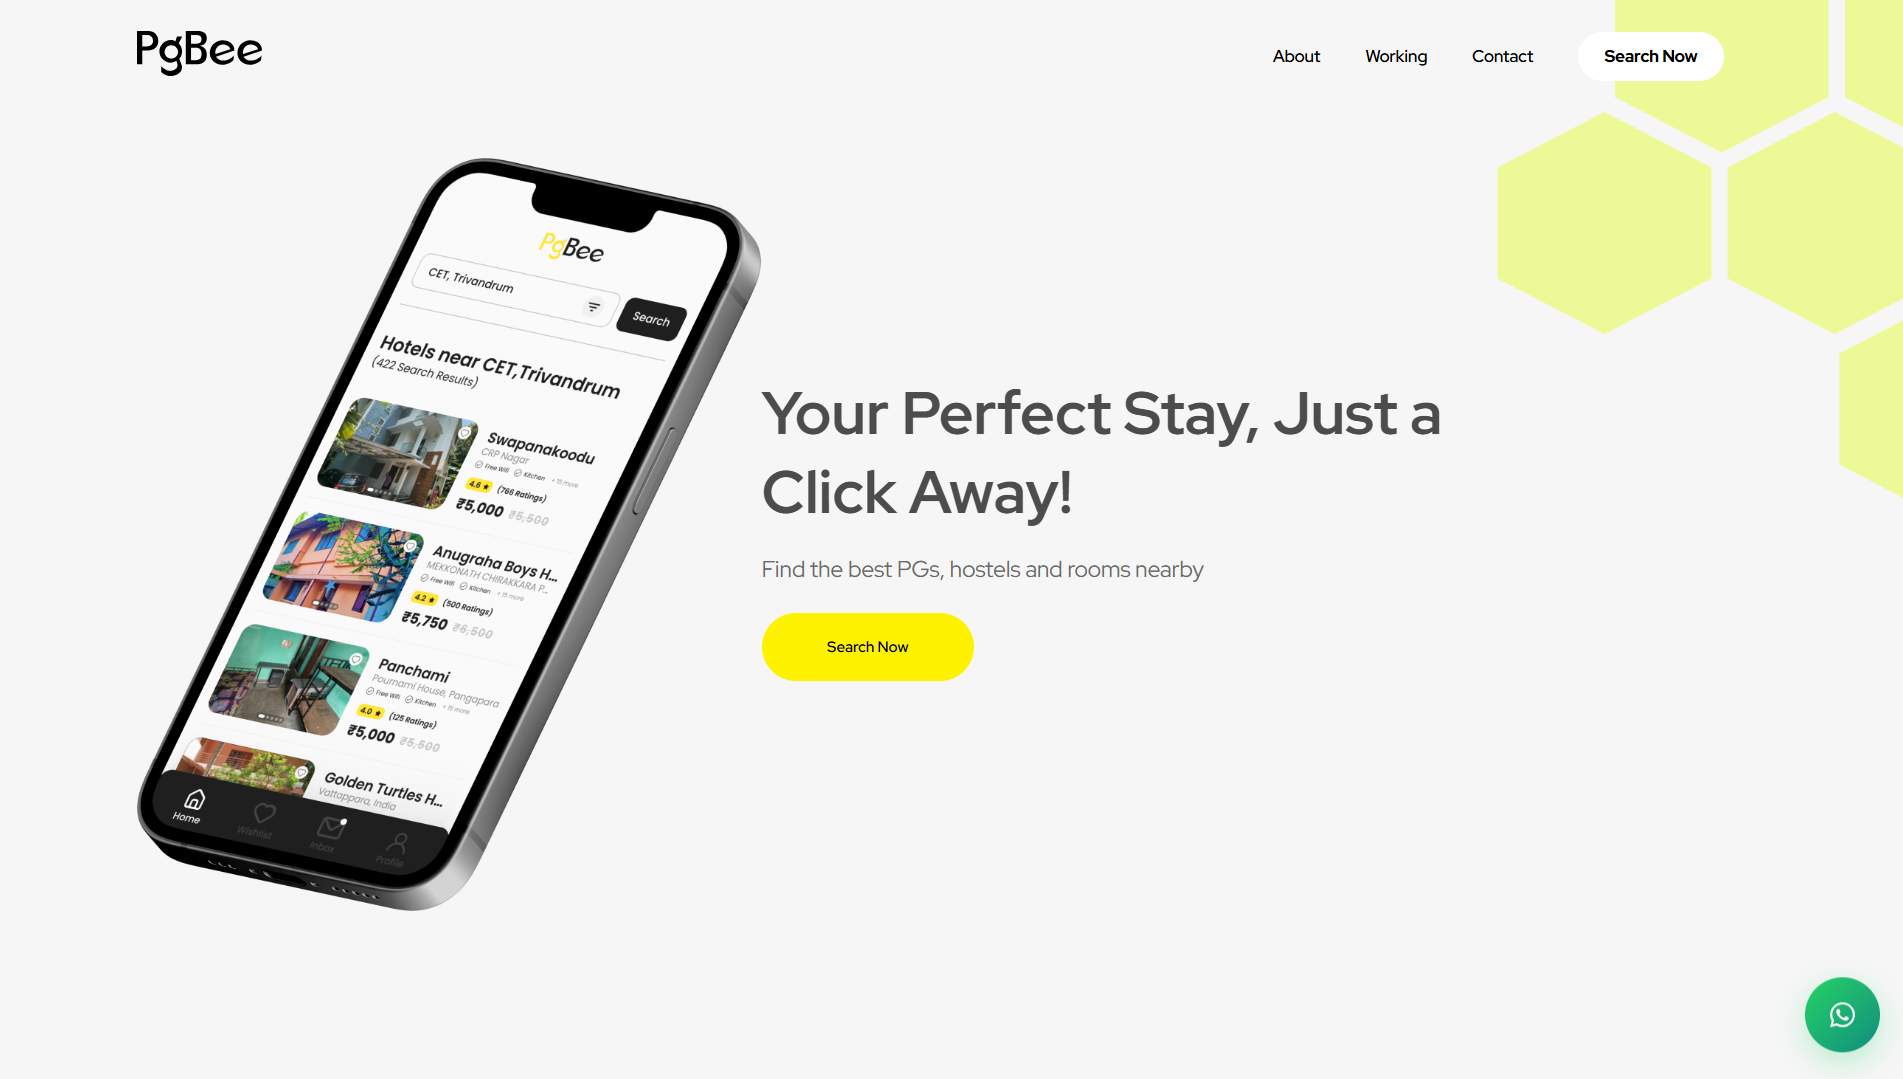 PgBee
About
Working
Contact
Search Now
PgBee
CET, Trivandrum
Search
Hotels near CET,Trivandrum
(422 Search Results)
Swapanakoodu
CRP Nagar
Free Wifi Kitchen + 15 more
4.6 ★ (766 Ratings)
₹5,000 ₹5,500
Anugraha Boys H...
MEKKONATH CHIRAKKARA P...
Free Wifi Kitchen + 15 more
4.2 ★ (500 Ratings)
₹5,750 ₹6,500
Panchami
Pournami House, Pangapara
Free Wifi Kitchen + 15 more
4.0 ★ (125 Ratings)
₹5,000 ₹5,500
Golden Turtles H...
Vattappara, India
Home
Wishlist
Inbox
Profile
Your Perfect Stay, Just a
Click Away!
Find the best PGs, hostels and rooms nearby
Search Now